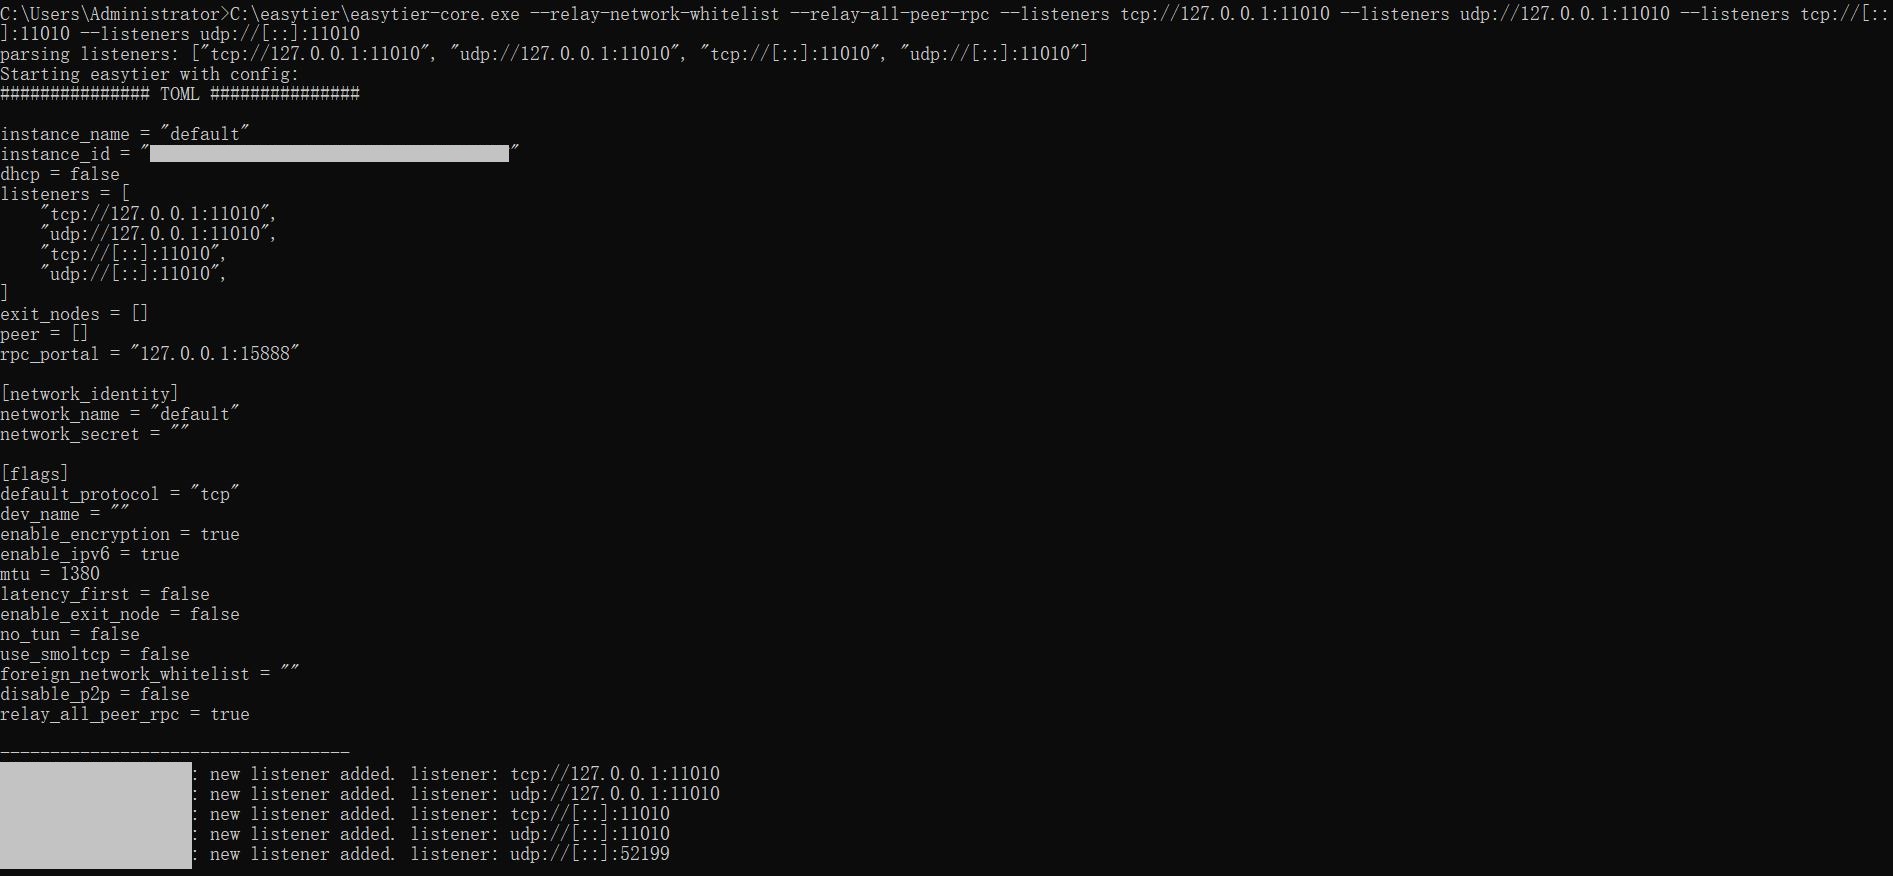 C:\Users\Administrator>C:\easytier\easytier-core.exe --relay-network-whitelist --relay-all-peer-rpc --listeners tcp://127.0.0.1:11010 --listeners udp://127.0.0.1:11010 --listeners tcp://[::
]:11010 --listeners udp://[::]:11010
parsing listeners: ["tcp://127.0.0.1:11010", "udp://127.0.0.1:11010", "tcp://[::]:11010", "udp://[::]:11010"]
Starting easytier with config:
############### TOML ###############
instance_name = "default"
instance_id = "                                    "
dhcp = false
listeners = [
    "tcp://127.0.0.1:11010",
    "udp://127.0.0.1:11010",
    "tcp://[::]:11010",
    "udp://[::]:11010",
]
exit_nodes = []
peer = []
rpc_portal = "127.0.0.1:15888"
[network_identity]
network_name = "default"
network_secret = ""
[flags]
default_protocol = "tcp"
dev_name = ""
enable_encryption = true
enable_ipv6 = true
mtu = 1380
latency_first = false
enable_exit_node = false
no_tun = false
use_smoltcp = false
foreign_network_whitelist = ""
disable_p2p = false
relay_all_peer_rpc = true
-----------------------------------
: new listener added. listener: tcp://127.0.0.1:11010
: new listener added. listener: udp://127.0.0.1:11010
: new listener added. listener: tcp://[::]:11010
: new listener added. listener: udp://[::]:11010
: new listener added. listener: udp://[::]:52199